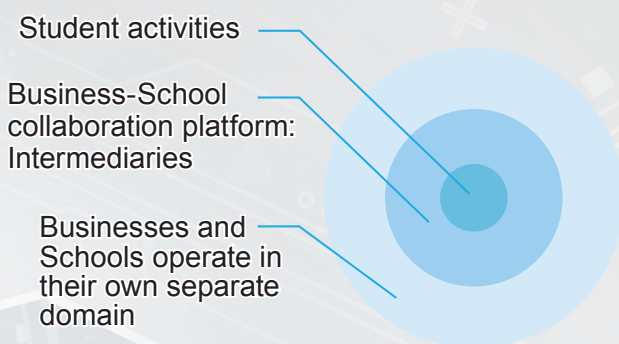 Student activities
Business-School
collaboration platform:
Intermediaries
Businesses and
Schools operate in
their own separate
domain